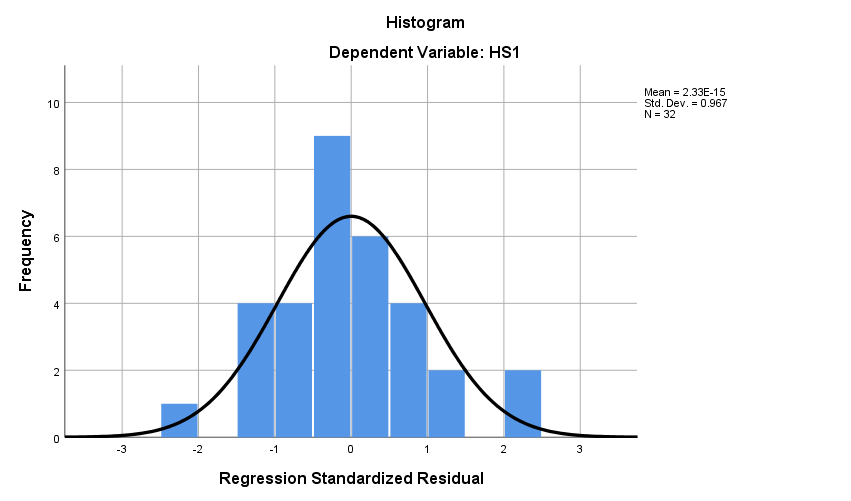 Histogram
Dependent Variable: HS1
Mean = 2.33E-15
Std. Dev. = 0.967
N = 32
Frequency
10
8
6
4
2
0
-3 -2 -1 0 1 2 3
Regression Standardized Residual